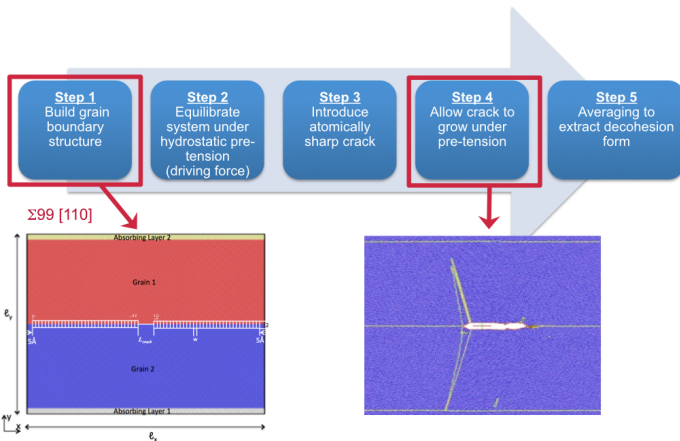 Step 1
Build grain
boundary
structure
Step 2
Equilibrate
system under
hydrostatic pre-
tension
(driving force)
Step 3
Introduce
atomically
sharp crack
Step 4
Allow crack to
grow under
pre-tension
Step 5
Averaging to
extract decohesion
form
Σ99 [110]
Absorbing Layer 2
Grain 1
ℓy
5Å
ℓcrack
w
5Å
Grain 2
Absorbing Layer 1
y
x
ℓx